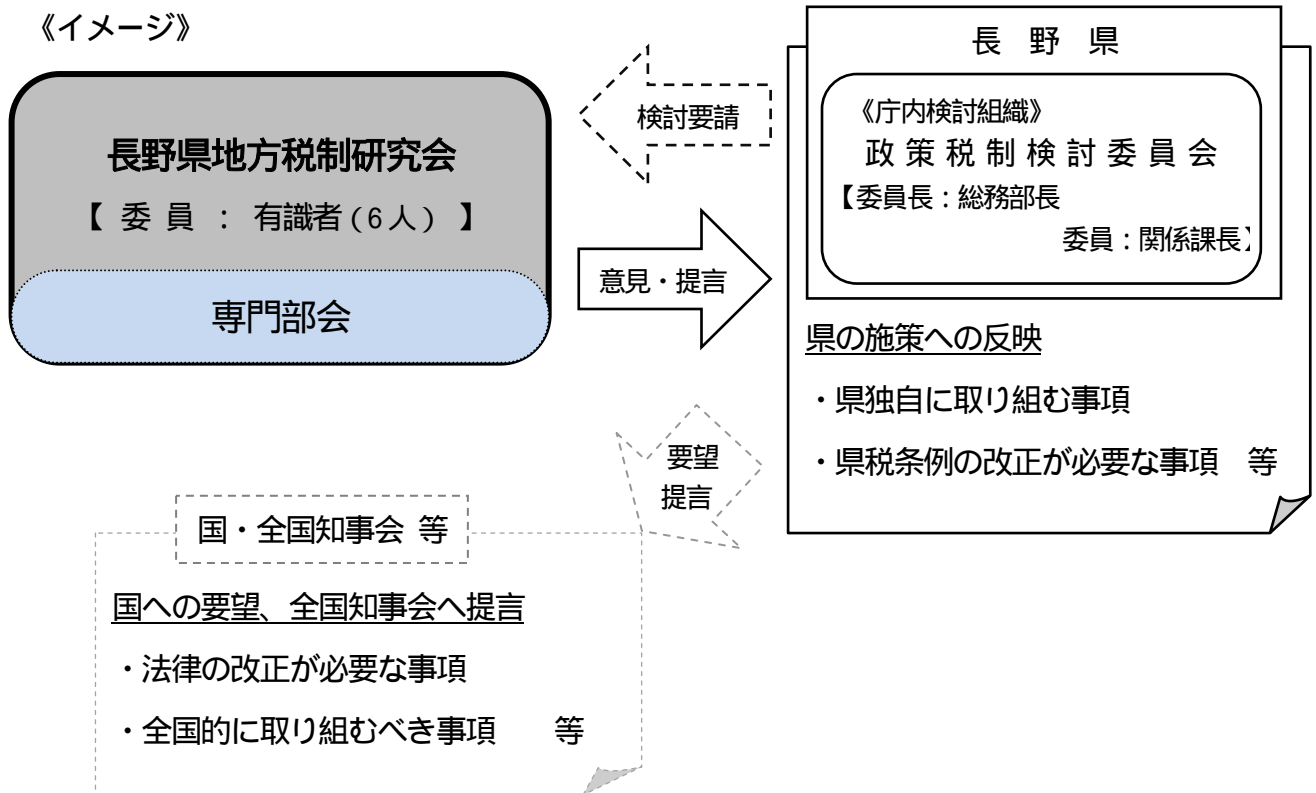 《イメージ》
長野県地方税制研究会
【 委 員 ： 有識者(6人) 】
専門部会
検討要請
意見・提言
長 野 県
《庁内検討組織》
政策税制検討委員会
【委員長：総務部長
委員：関係課長】
県の施策への反映
・県独自に取り組む事項
・県税条例の改正が必要な事項 等
要望
提言
国・全国知事会 等
国への要望、全国知事会へ提言
・法律の改正が必要な事項
・全国的に取り組むべき事項 等